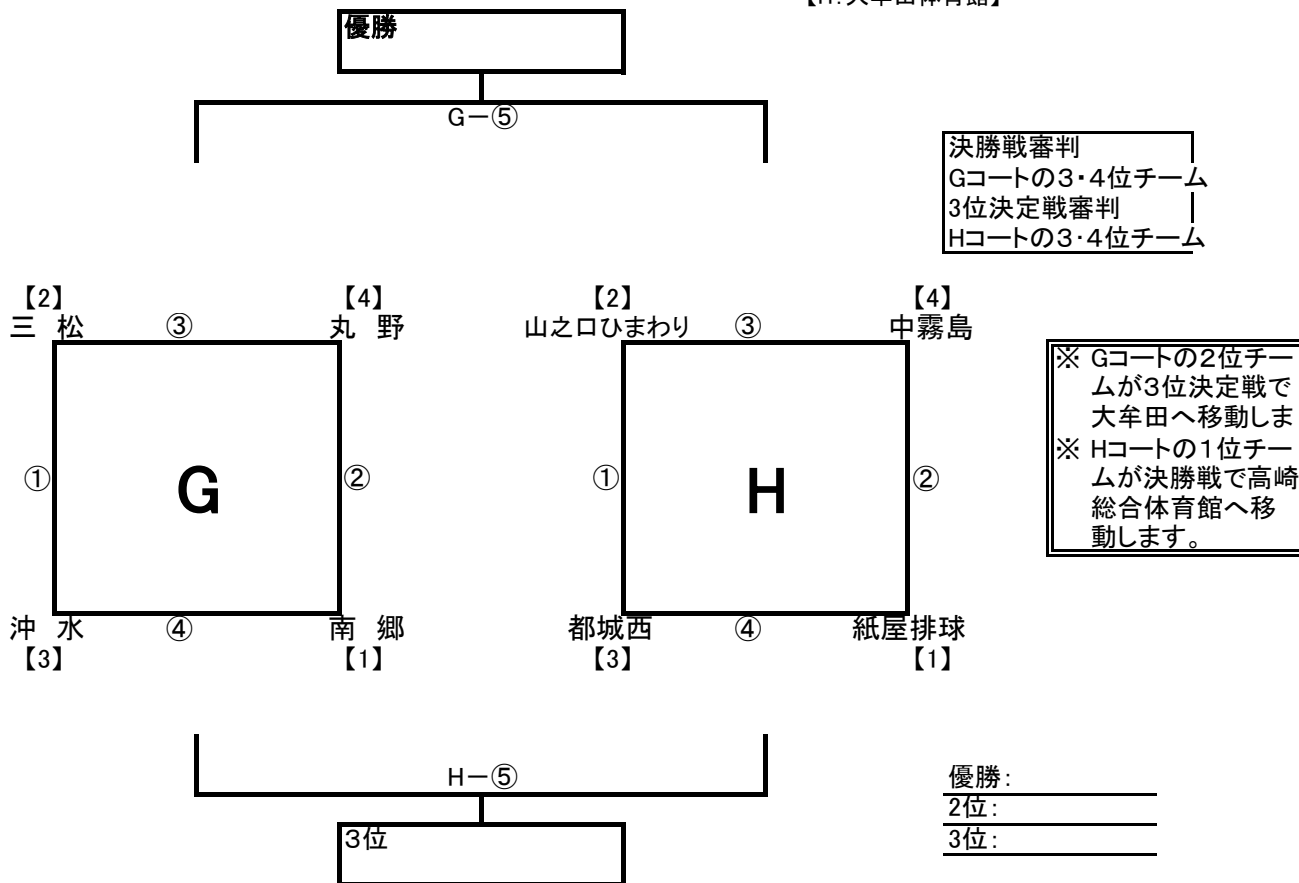 【H:大牟田体育館】
優勝
G－⑤
決勝戦審判
Gコートの３・４位チーム
3位決定戦審判
Hコートの３・４位チーム
【2】 【4】 【2】 【4】
三 松 ③ 丸 野 山之口ひまわり ③ 中霧島
※ Gコートの２位チー
ムが３位決定戦で
大牟田へ移動しま
※ Hコートの１位チー
ムが決勝戦で高崎
総合体育館へ移
動します。
① G ② ① H ②
沖 水 ④ 南 郷 都城西 ④ 紙屋排球
【3】 【1】 【3】 【1】
H－⑤
３位
優勝：
2位：
3位：